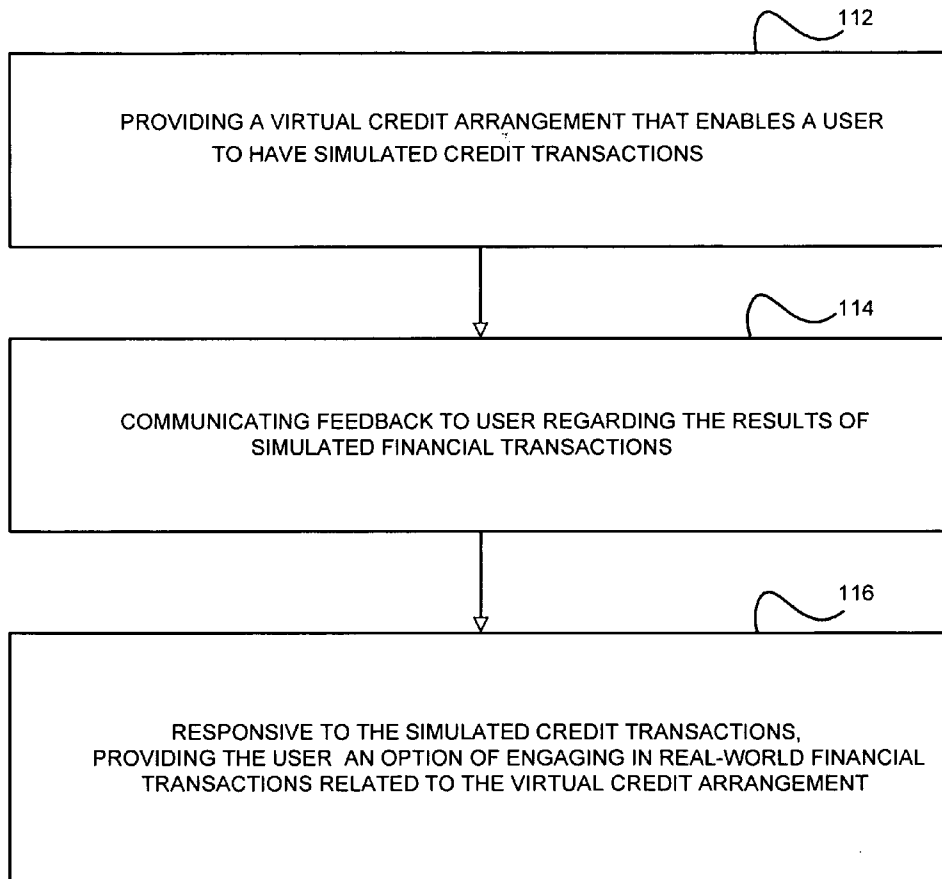 112
PROVIDING A VIRTUAL CREDIT ARRANGEMENT THAT ENABLES A USER
TO HAVE SIMULATED CREDIT TRANSACTIONS
114
COMMUNICATING FEEDBACK TO USER REGARDING THE RESULTS OF
SIMULATED FINANCIAL TRANSACTIONS
116
RESPONSIVE TO THE SIMULATED CREDIT TRANSACTIONS,
PROVIDING THE USER AN OPTION OF ENGAGING IN REAL-WORLD FINANCIAL
TRANSACTIONS RELATED TO THE VIRTUAL CREDIT ARRANGEMENT